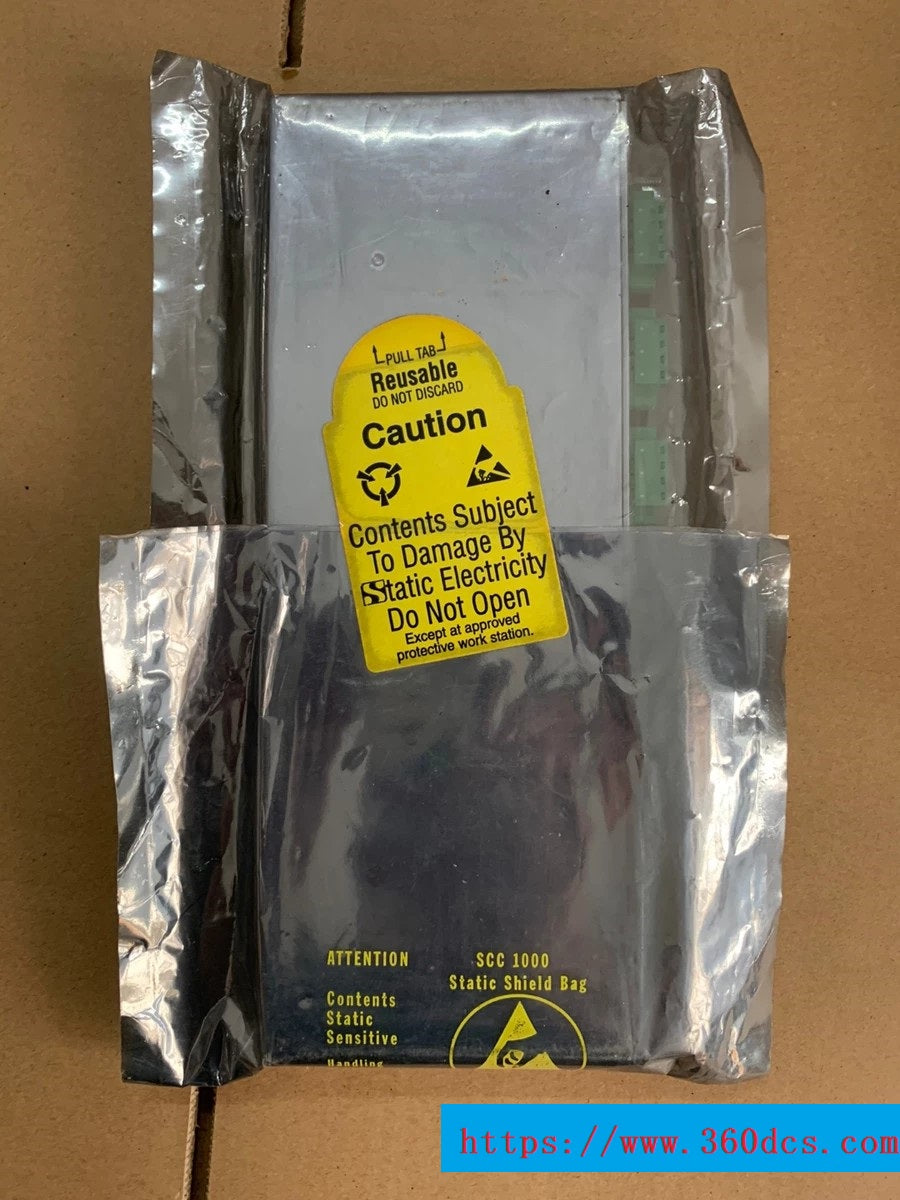 PULL TAB
Reusable
DO NOT DISCARD
Caution
Contents Subject
To Damage By
Static Electricity
Do Not Open
Except at approved
protective work station.
ATTENTION
Contents
Static
Sensitive
Handling
SCC 1000
Static Shield Bag
https://www.360dcs.com